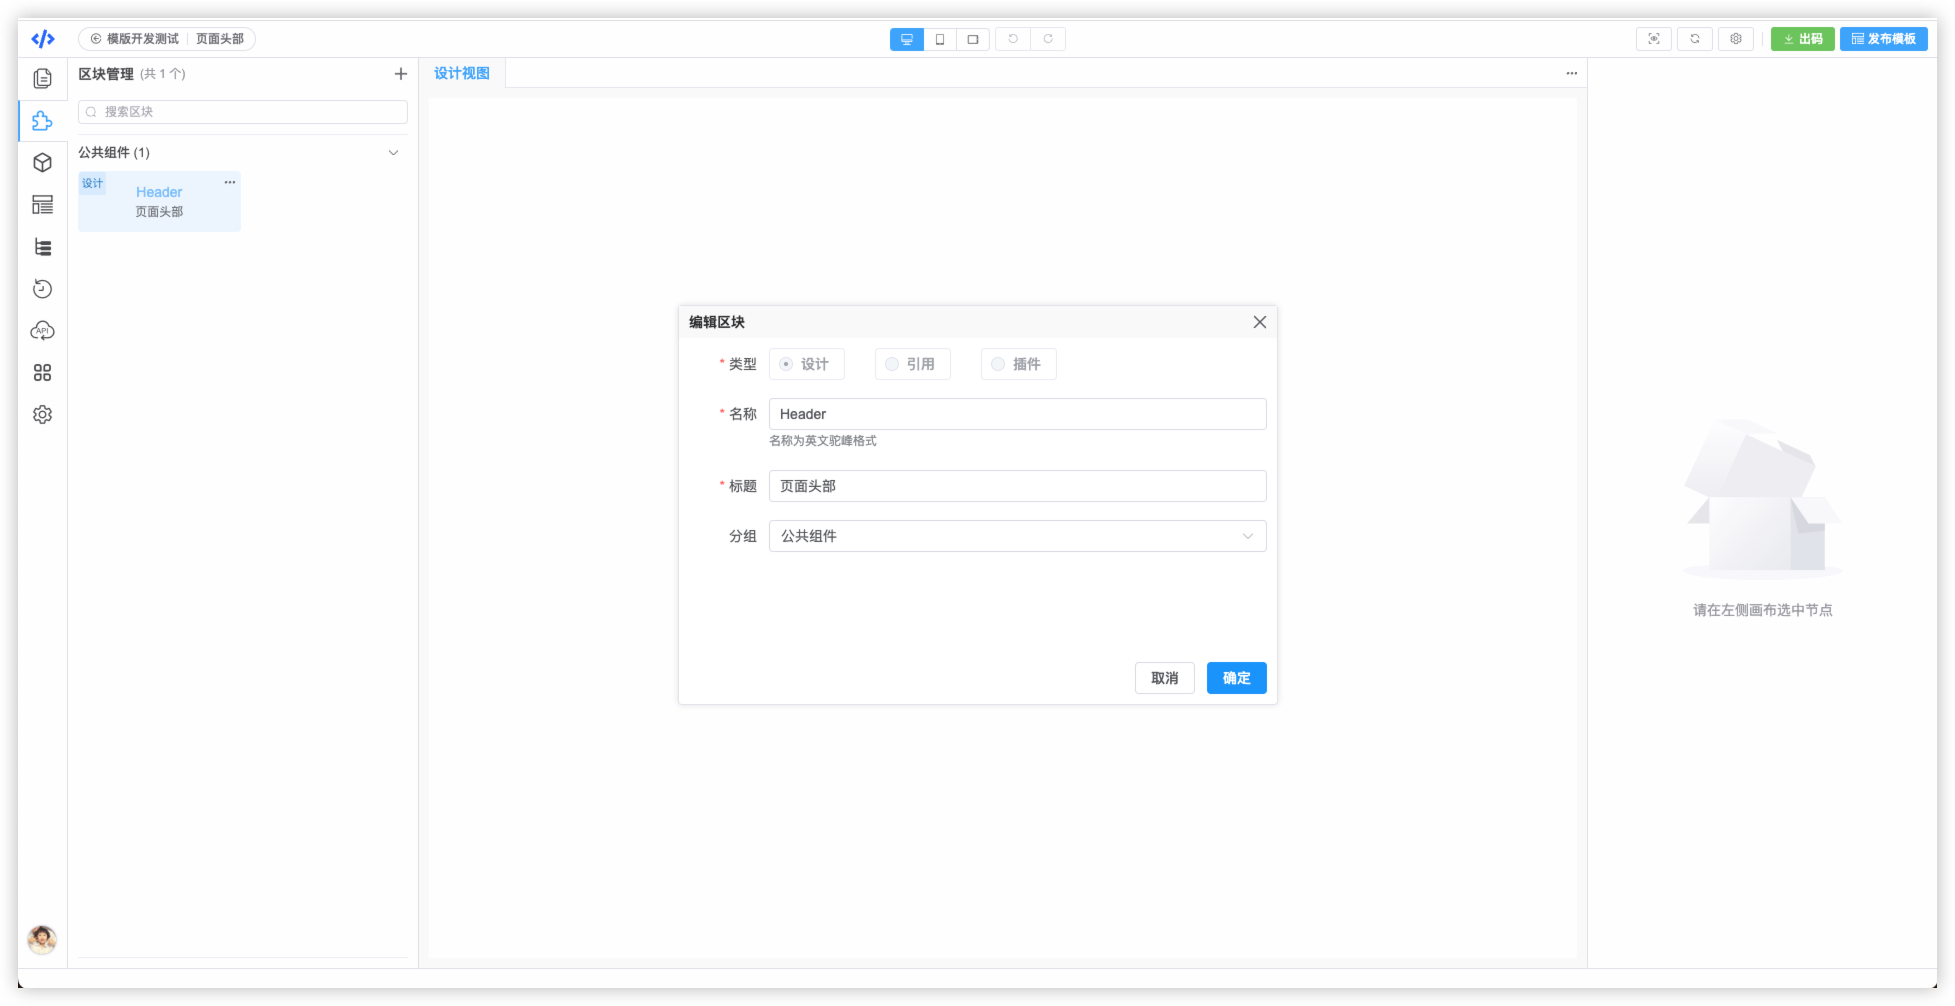 模版开发测试 页面头部
出码 发布模板
区块管理 (共 1 个)
设计视图
搜索区块
公共组件 (1)
设计
Header
页面头部
API
编辑区块
* 类型 设计 引用 插件
* 名称 Header
名称为英文驼峰格式
* 标题 页面头部
分组 公共组件
取消 确定
请在左侧画布选中节点